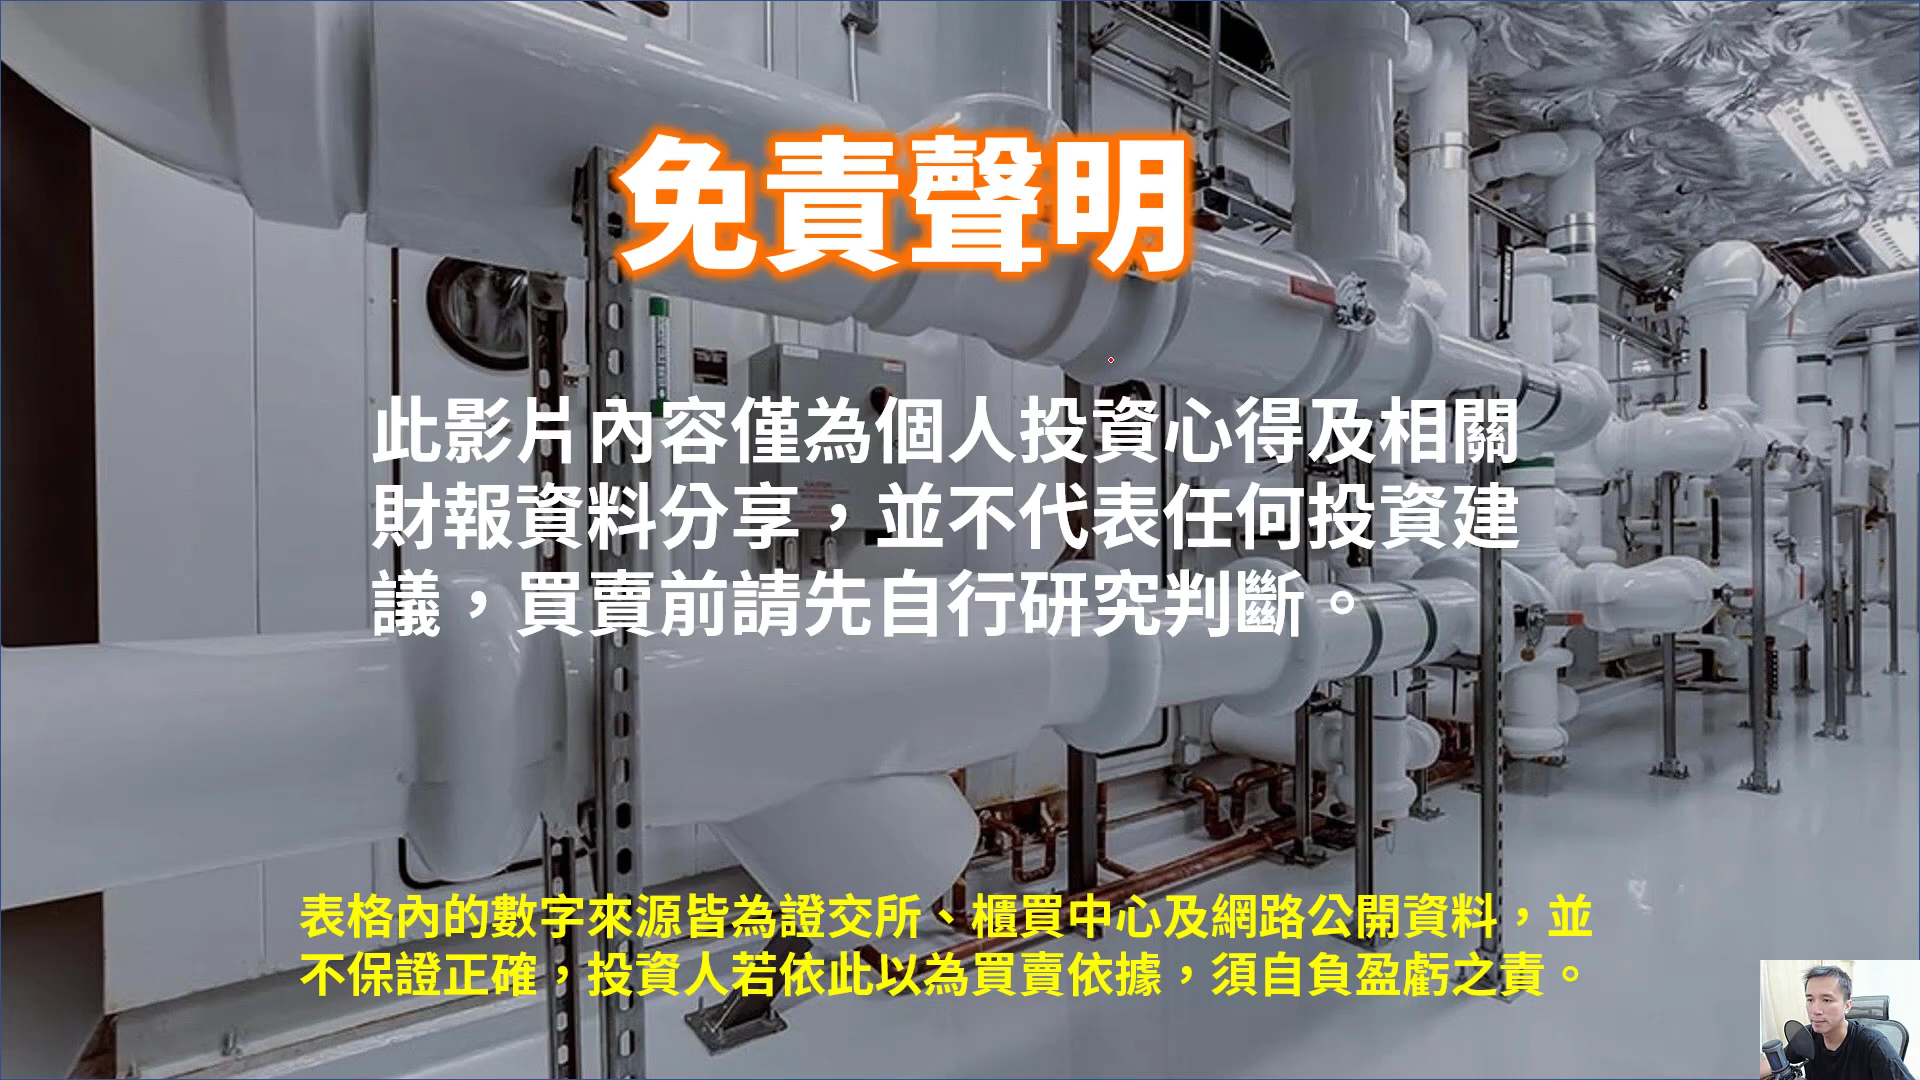 免責聲明
此影片內容僅為個人投資心得及相關
財報資料分享，並不代表任何投資建
議，買賣前請先自行研究判斷。
表格內的數字來源皆為證交所、櫃買中心及網路公開資料，並
不保證正確，投資人若依此以為買賣依據，須自負盈虧之責。